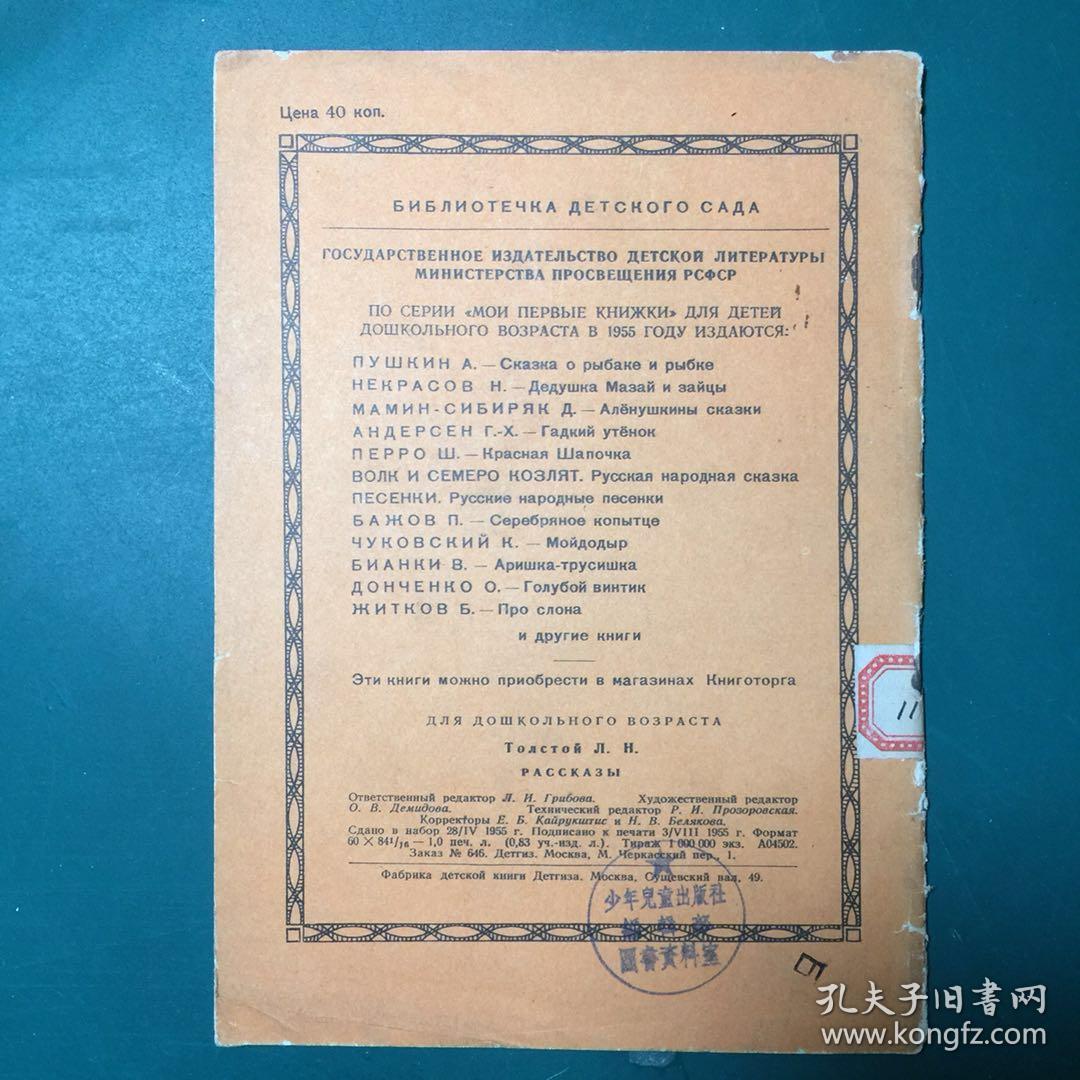 Цена 40 коп.
БИБЛИОТЕЧКА ДЕТСКОГО САДА
ГОСУДАРСТВЕННОЕ ИЗДАТЕЛЬСТВО ДЕТСКОЙ ЛИТЕРАТУРЫ
МИНИСТЕРСТВА ПРОСВЕЩЕНИЯ РСФСР
ПО СЕРИИ «МОИ ПЕРВЫЕ КНИЖКИ» ДЛЯ ДЕТЕЙ
ДОШКОЛЬНОГО ВОЗРАСТА В 1955 ГОДУ ИЗДАЮТСЯ:
ПУШКИН А. — Сказка о рыбаке и рыбке
НЕКРАСОВ Н. — Дедушка Мазай и зайцы
МАМИН-СИБИРЯК Д. — Алёнушкины сказки
АНДЕРСЕН Г.-Х. — Гадкий утёнок
ПЕРРО Ш. — Красная Шапочка
ВОЛК И СЕМЕРО КОЗЛЯТ. Русская народная сказка
ПЕСЕНКИ. Русские народные песенки
БАЖОВ П. — Серебряное копытце
ЧУКОВСКИЙ К. — Мойдодыр
БИАНКИ В. — Аришка-трусишка
ДОНЧЕНКО О. — Голубой винтик
ЖИТКОВ Б. — Про слона
и другие книги
Эти книги можно приобрести в магазинах Книготорга
11
ДЛЯ ДОШКОЛЬНОГО ВОЗРАСТА
Толстой Л. Н.
РАССКАЗЫ
Ответственный редактор Л. И. Грибова. Художественный редактор
О. В. Демидова. Технический редактор Р. И. Прозоровская.
Корректоры Е. Б. Кайрукштис и Н. В. Белякова.
Сдано в набор 28/IV 1955 г. Подписано к печати 3/VIII 1955 г. Формат
60 × 84¹/₁₆ — 1,0 печ. л. (0,83 уч.-изд. л.). Тираж 1 000 000 экз. А04502.
Заказ № 646. Детгиз. Москва, М. Черкасский пер., 1.
Фабрика детской книги Детгиза. Москва, Сущевский вал, 49.
少年兒童出版社
編輯部
圖書資料室
孔夫子旧書网
www.kongfz.com